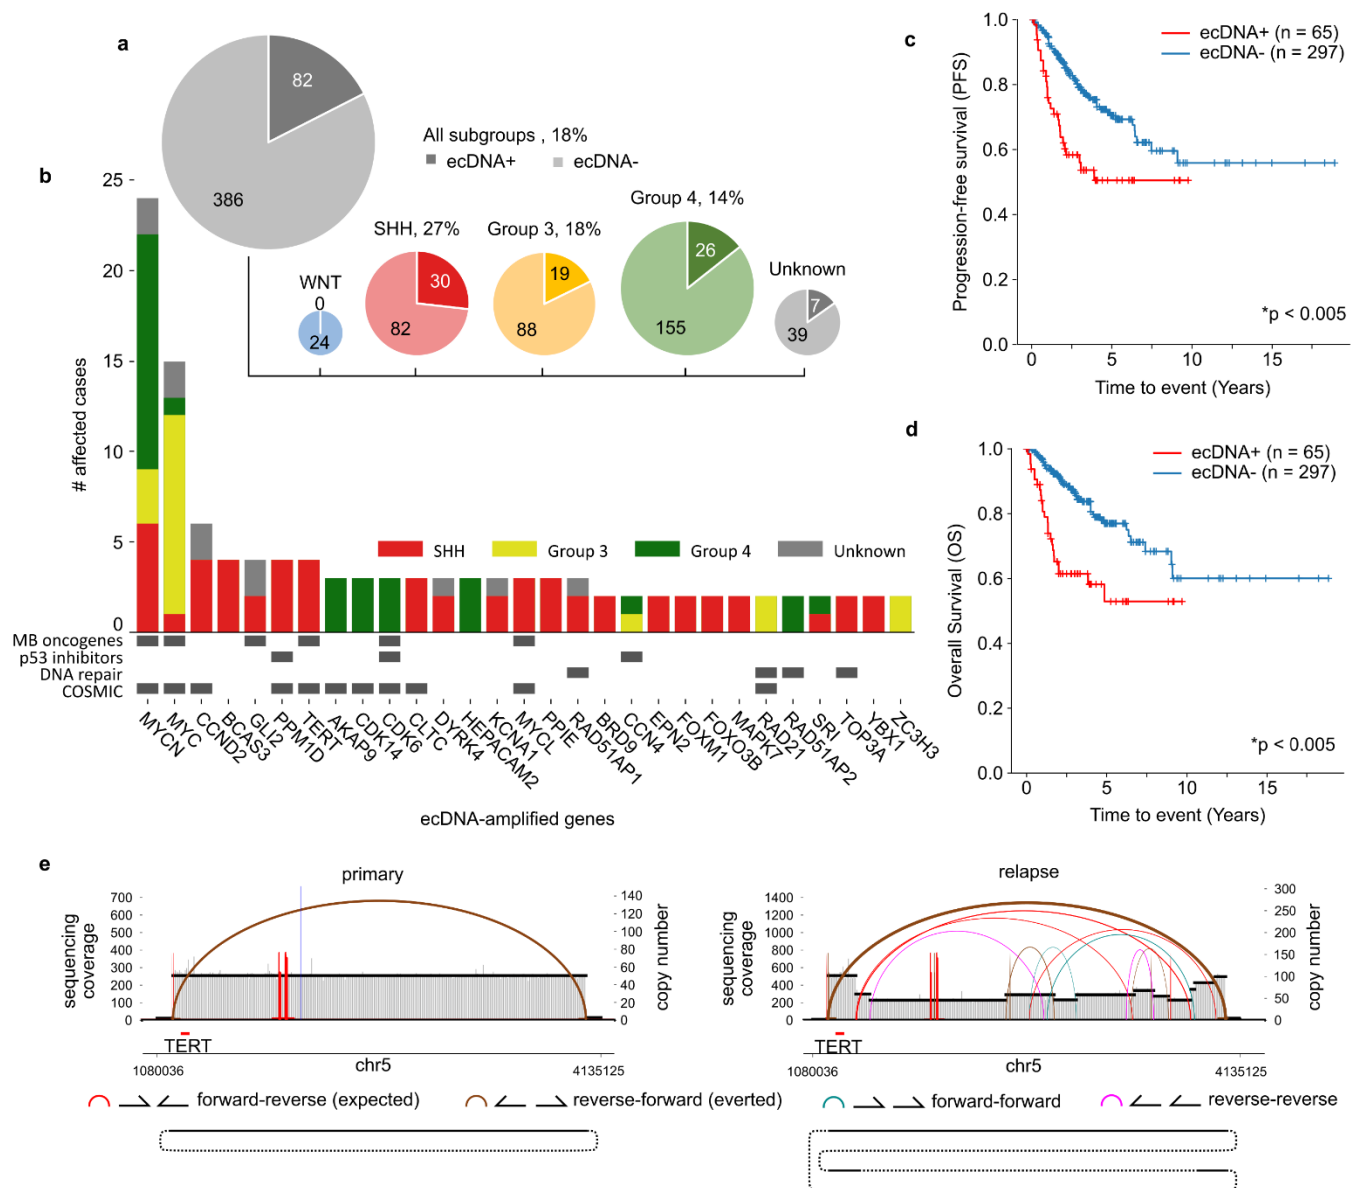 a
82
386
All subgroups , 18%
ecDNA+ ecDNA-
WNT
0
24
SHH, 27%
30
82
Group 3, 18%
19
88
Group 4, 14%
26
155
Unknown
7
39
b
# affected cases
25
20
15
10
5
0
SHH Group 3 Group 4 Unknown
MB oncogenes
p53 inhibitors
DNA repair
COSMIC
MYCN
MYC
CCND2
BCAS3
GLI2
PPM1D
TERT
AKAP9
CDK14
CDK6
CLTC
DYRK4
HEPACAM2
KCNA1
MYCL
PPIE
RAD51AP1
BRD9
CCN4
EPN2
FOXM1
FOXO3B
MAPK7
RAD21
RAD51AP2
SRI
TOP3A
YBX1
ZC3H3
ecDNA-amplified genes
c
Progression-free survival (PFS)
1.0
0.8
0.6
0.4
0.2
0.0
ecDNA+ (n = 65)
ecDNA- (n = 297)
*p < 0.005
0 5 10 15
Time to event (Years)
d
Overall Survival (OS)
1.0
0.8
0.6
0.4
0.2
0.0
ecDNA+ (n = 65)
ecDNA- (n = 297)
*p < 0.005
0 5 10 15
Time to event (Years)
e
primary
sequencing
coverage
700
600
500
400
300
200
100
0
140
120
100
80
60
40
20
0
copy number
TERT
chr5
1080036 4135125
relapse
sequencing
coverage
1400
1200
1000
800
600
400
200
0
300
250
200
150
100
50
0
copy number
TERT
chr5
1080036 4135125
forward-reverse (expected) reverse-forward (everted) forward-forward reverse-reverse